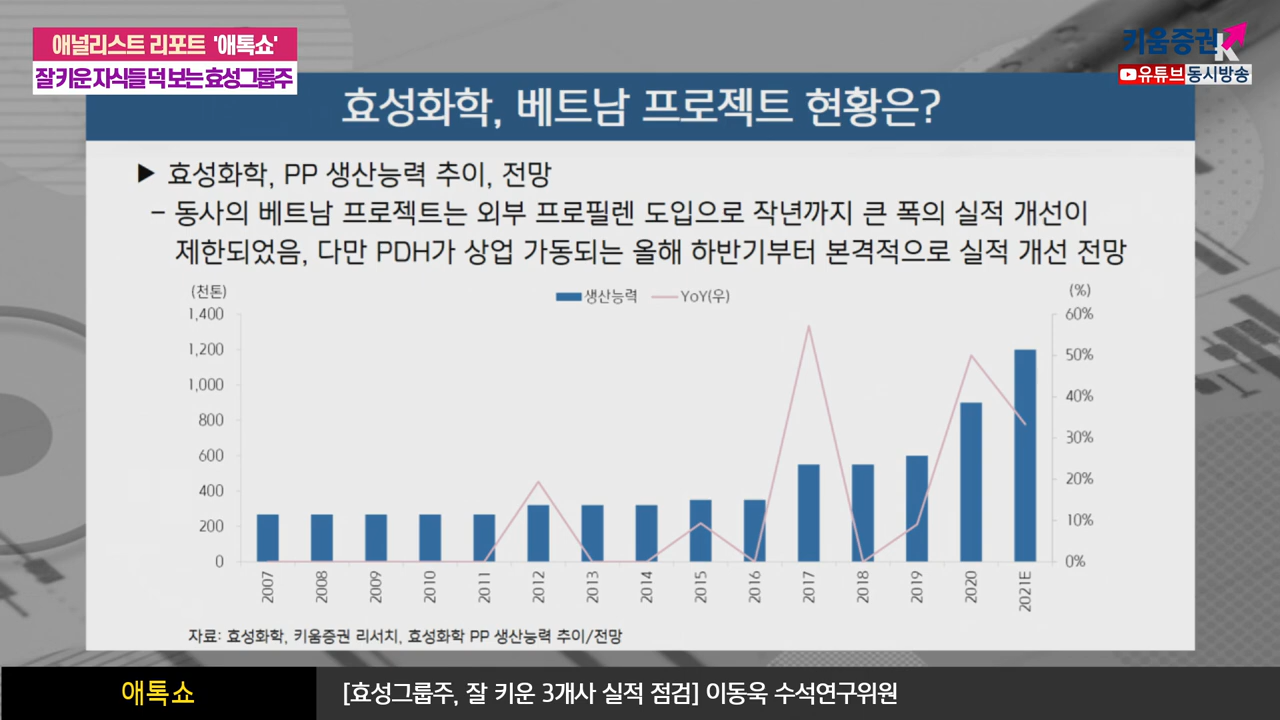 애널리스트 리포트 '애톡쇼'
잘 키운 자식들 덕 보는 효성그룹주
키움증권
유튜브동시방송
효성화학, 베트남 프로젝트 현황은?
▶ 효성화학, PP 생산능력 추이, 전망
– 동사의 베트남 프로젝트는 외부 프로필렌 도입으로 작년까지 큰 폭의 실적 개선이
제한되었음, 다만 PDH가 상업 가동되는 올해 하반기부터 본격적으로 실적 개선 전망
(천톤)
생산능력 YoY(우)
(%)
1,400
1,200
1,000
800
600
400
200
0
60%
50%
40%
30%
20%
10%
0%
2007 2008 2009 2010 2011 2012 2013 2014 2015 2016 2017 2018 2019 2020 2021E
자료: 효성화학, 키움증권 리서치, 효성화학 PP 생산능력 추이/전망
애톡쇼
[효성그룹주, 잘 키운 3개사 실적 점검] 이동욱 수석연구위원